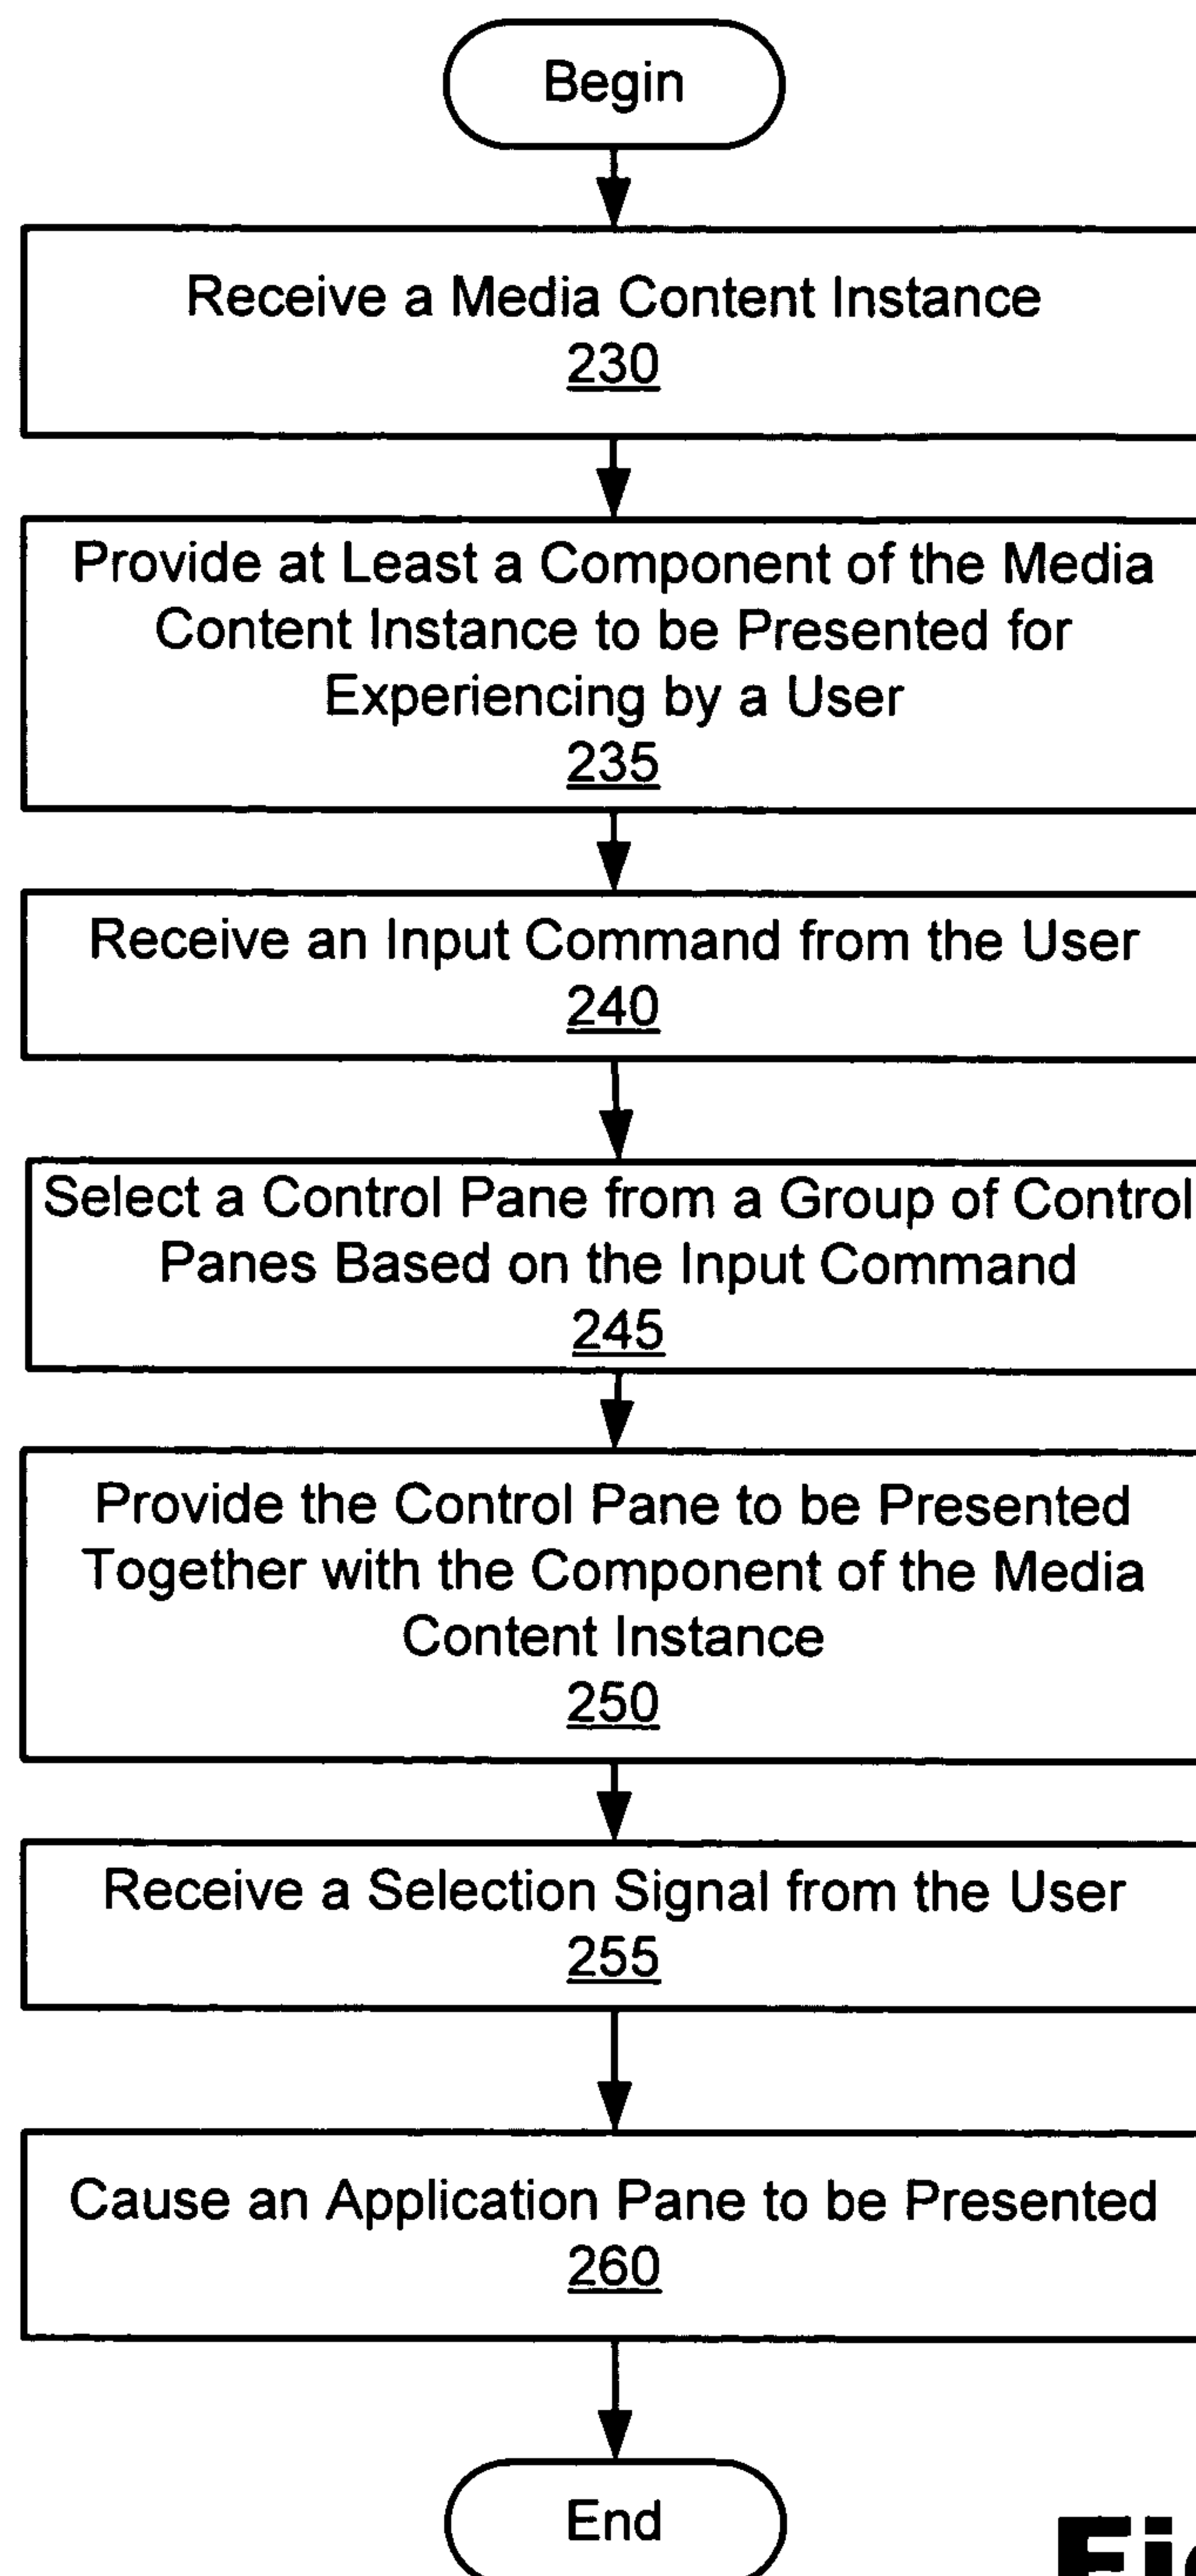 Begin
Receive a Media Content Instance
230
Provide at Least a Component of the Media
Content Instance to be Presented for
Experiencing by a User
235
Receive an Input Command from the User
240
Select a Control Pane from a Group of Control
Panes Based on the Input Command
245
Provide the Control Pane to be Presented
Together with the Component of the Media
Content Instance
250
Receive a Selection Signal from the User
255
Cause an Application Pane to be Presented
260
End